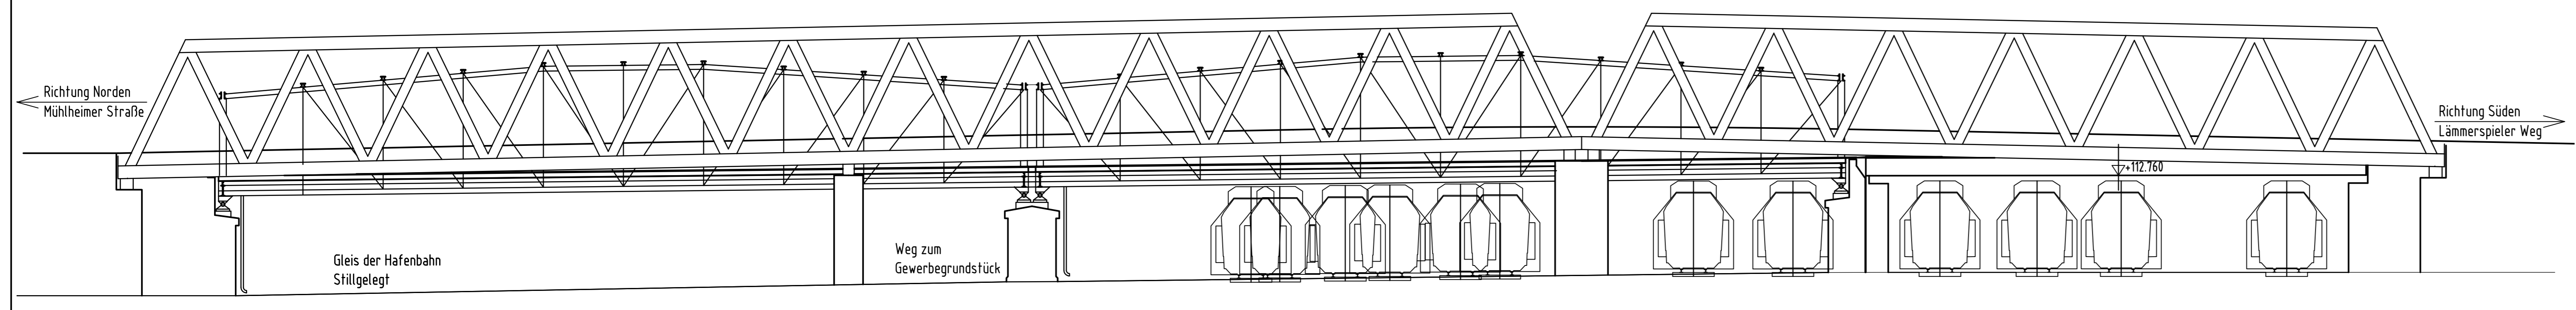 Richtung Norden
Mühlheimer Straße
Gleis der Hafenbahn
Stillgelegt
Weg zum
Gewerbegrundstück
+112.760
Richtung Süden
Lämmerspieler Weg